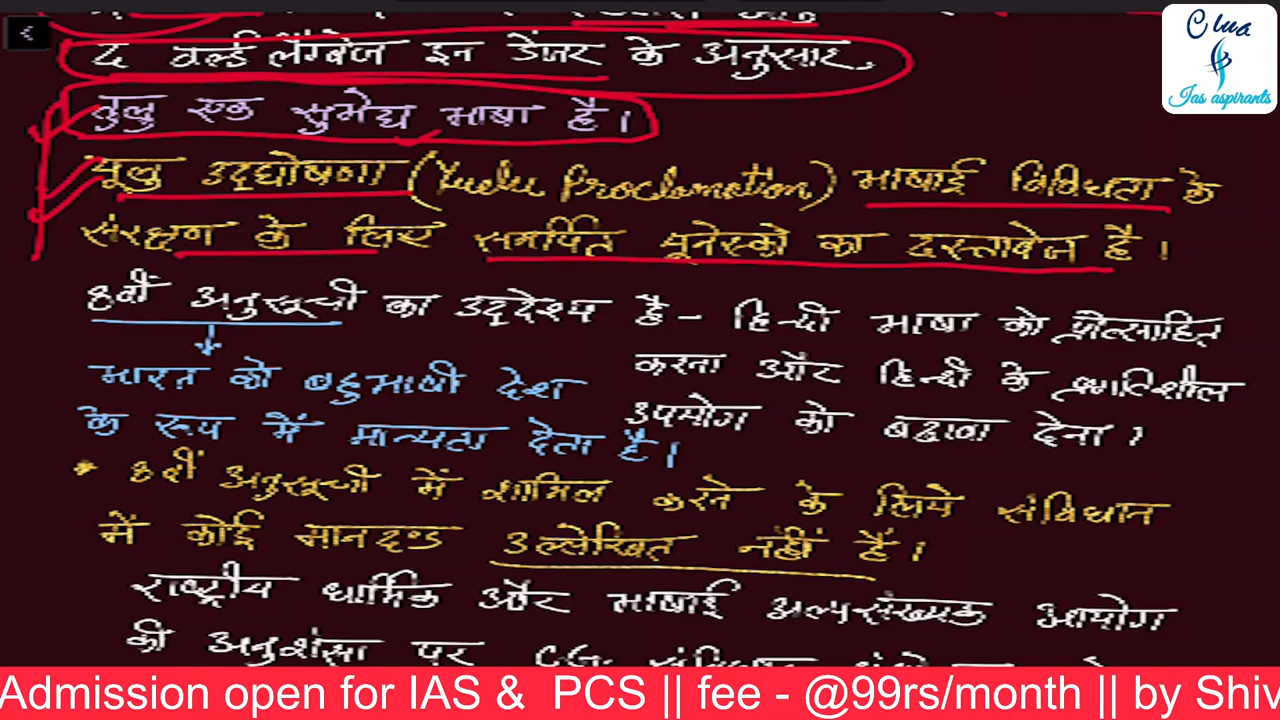 द वर्ल्ड लैंग्वेज इन डेंजर के अनुसार,
तुलु एक सुमेद्य भाषा है।
यूलु उद्‌घोषणा (Yuelu Proclamation) भाषाई विविधता के
संरक्षण के लिए समर्पित यूनेस्को का दस्तावेज है।
8वीं अनुसूची का उद्‌देश्य है - हिन्दी भाषा को प्रोत्साहित
करना और हिन्दी के प्रगतिशील
उपयोग को बढ़ावा देना।
भारत को बहुभाषी देश
के रूप में मान्यता देता है।
* 8वीं अनुसूची में शामिल करने के लिये संविधान
में कोई मानदण्ड उल्लेखित नहीं है।
राष्ट्रीय धार्मिक और भाषाई अल्पसंख्यक आयोग
की अनुशंसा पर
Clwa
Ias aspirants
Admission open for IAS & PCS || fee - @99rs/month || by Shiv